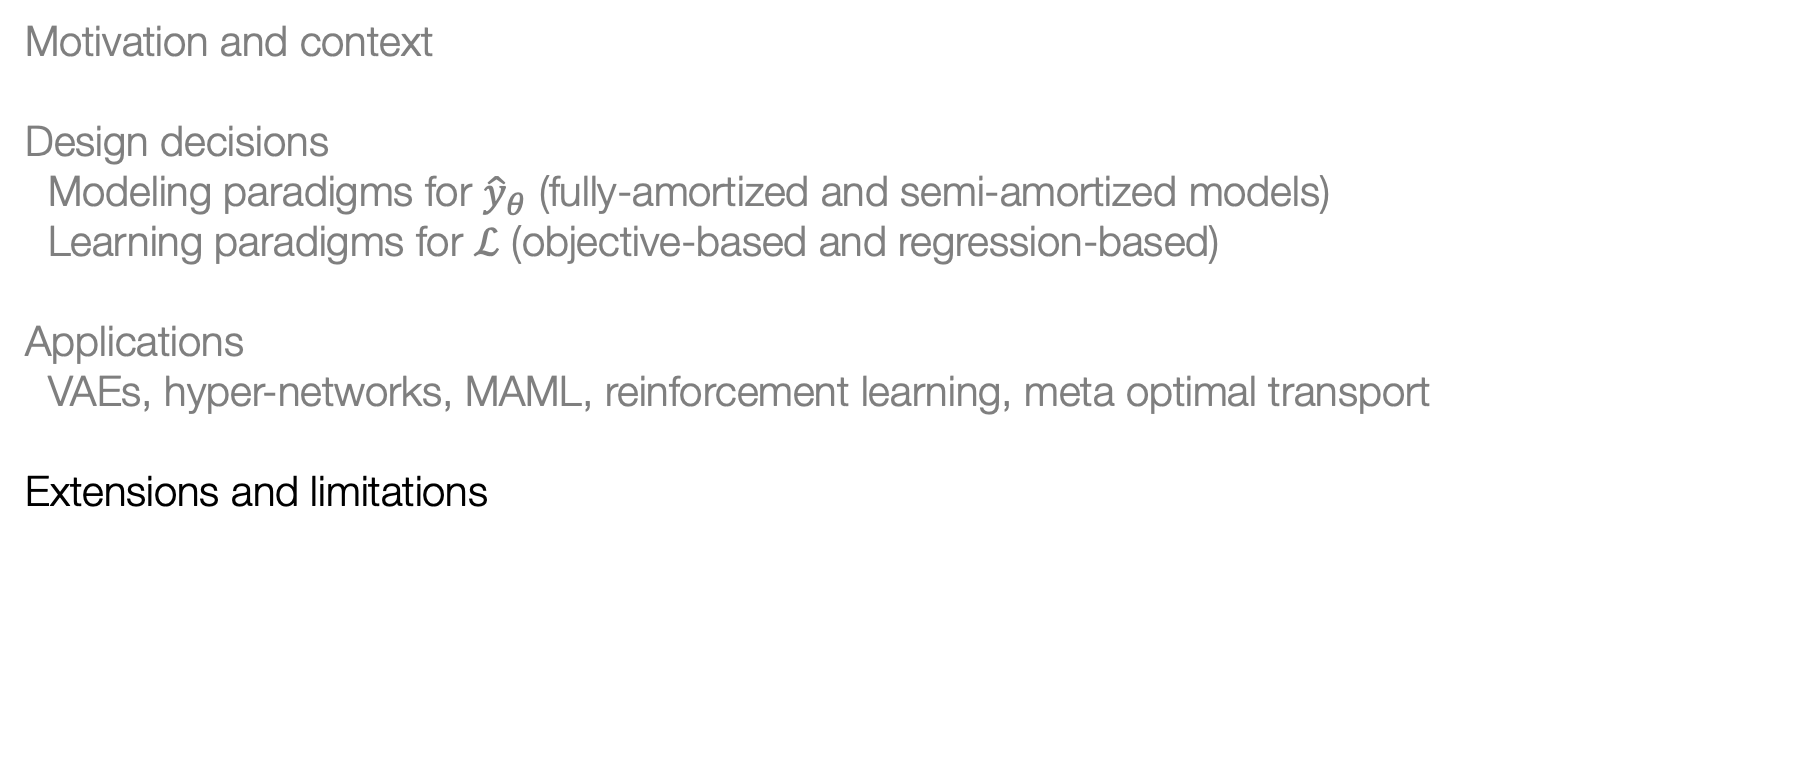 Motivation and context
Design decisions
Modeling paradigms for ŷ_θ (fully-amortized and semi-amortized models)
Learning paradigms for ℒ (objective-based and regression-based)
Applications
VAEs, hyper-networks, MAML, reinforcement learning, meta optimal transport
Extensions and limitations